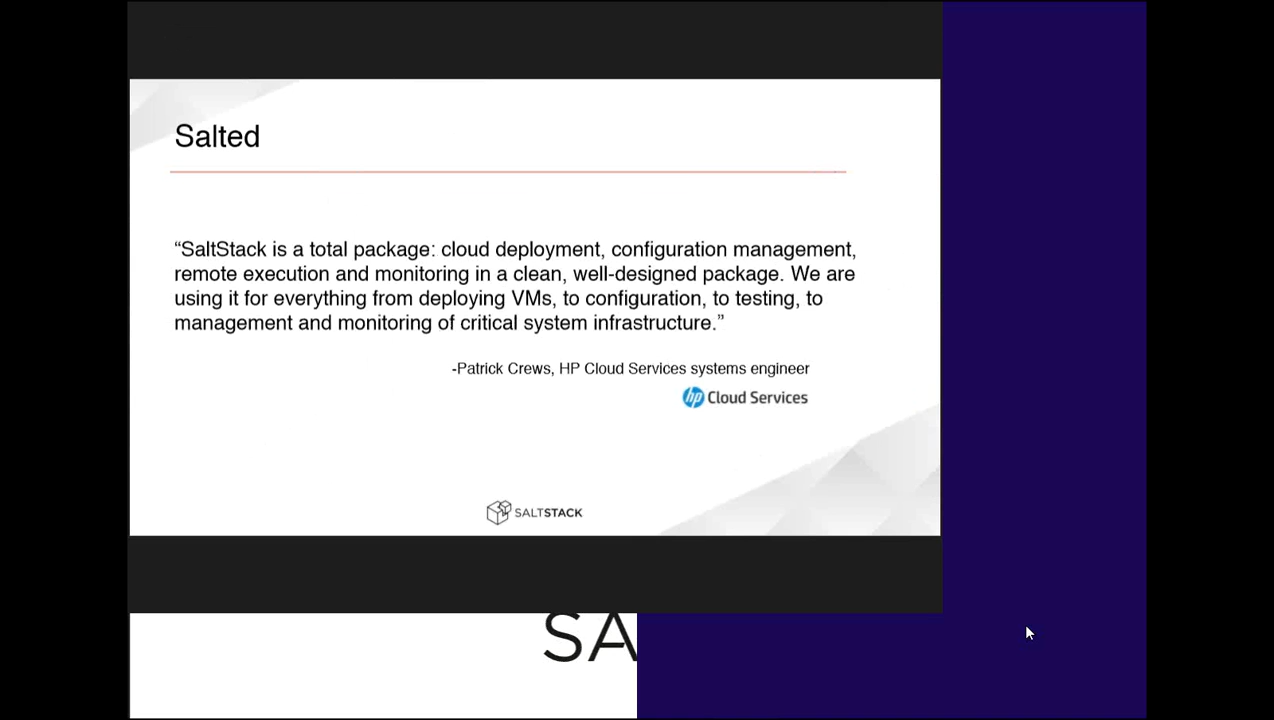 Salted
“SaltStack is a total package: cloud deployment, configuration management,
remote execution and monitoring in a clean, well-designed package. We are
using it for everything from deploying VMs, to configuration, to testing, to
management and monitoring of critical system infrastructure.”
-Patrick Crews, HP Cloud Services systems engineer
hp Cloud Services
SALTSTACK
SA